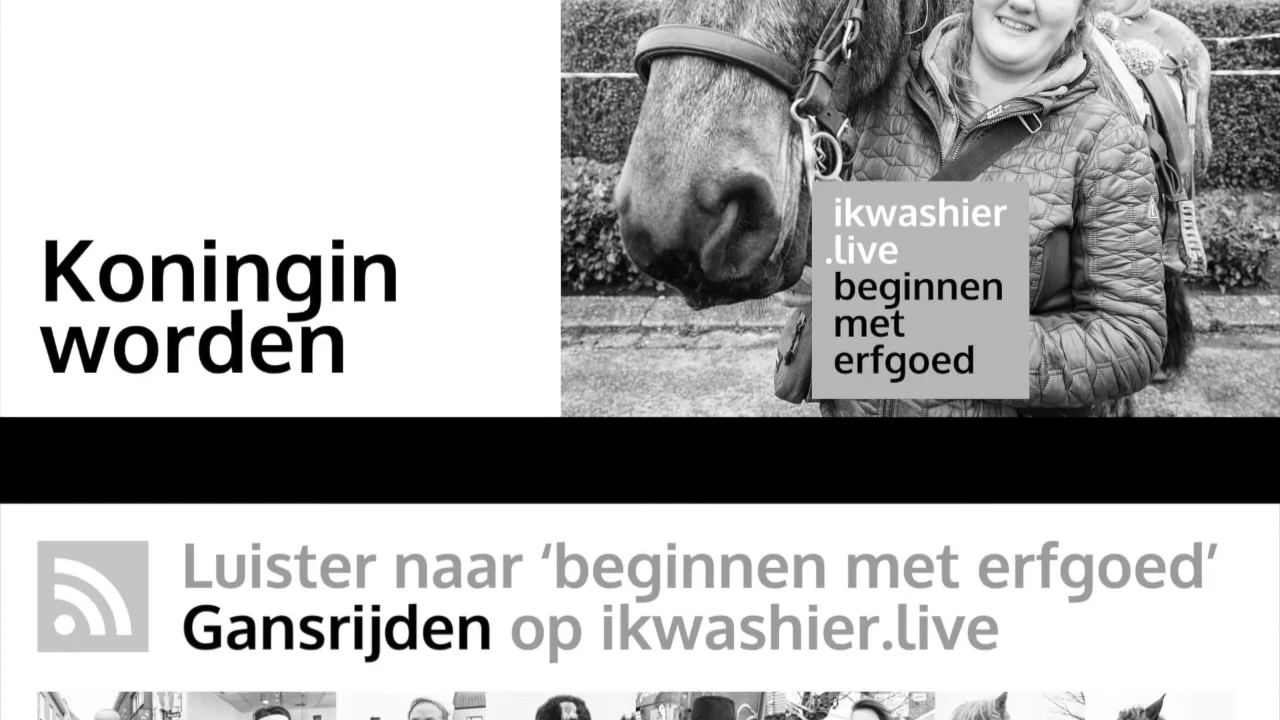 Koningin
worden
ikwashier
.live
beginnen
met
erfgoed
Luister naar ‘beginnen met erfgoed’
Gansrijden op ikwashier.live